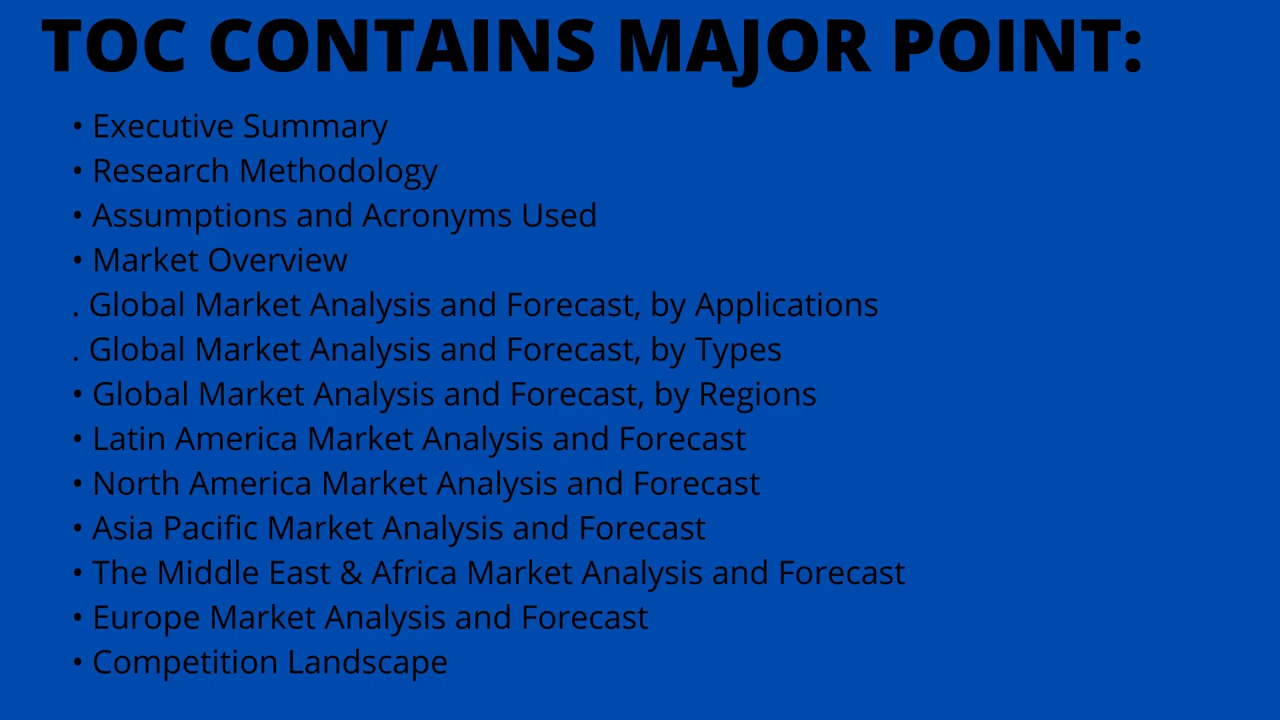 TOC CONTAINS MAJOR POINT:
• Executive Summary
• Research Methodology
• Assumptions and Acronyms Used
• Market Overview
. Global Market Analysis and Forecast, by Applications
. Global Market Analysis and Forecast, by Types
• Global Market Analysis and Forecast, by Regions
• Latin America Market Analysis and Forecast
• North America Market Analysis and Forecast
• Asia Pacific Market Analysis and Forecast
• The Middle East & Africa Market Analysis and Forecast
• Europe Market Analysis and Forecast
• Competition Landscape